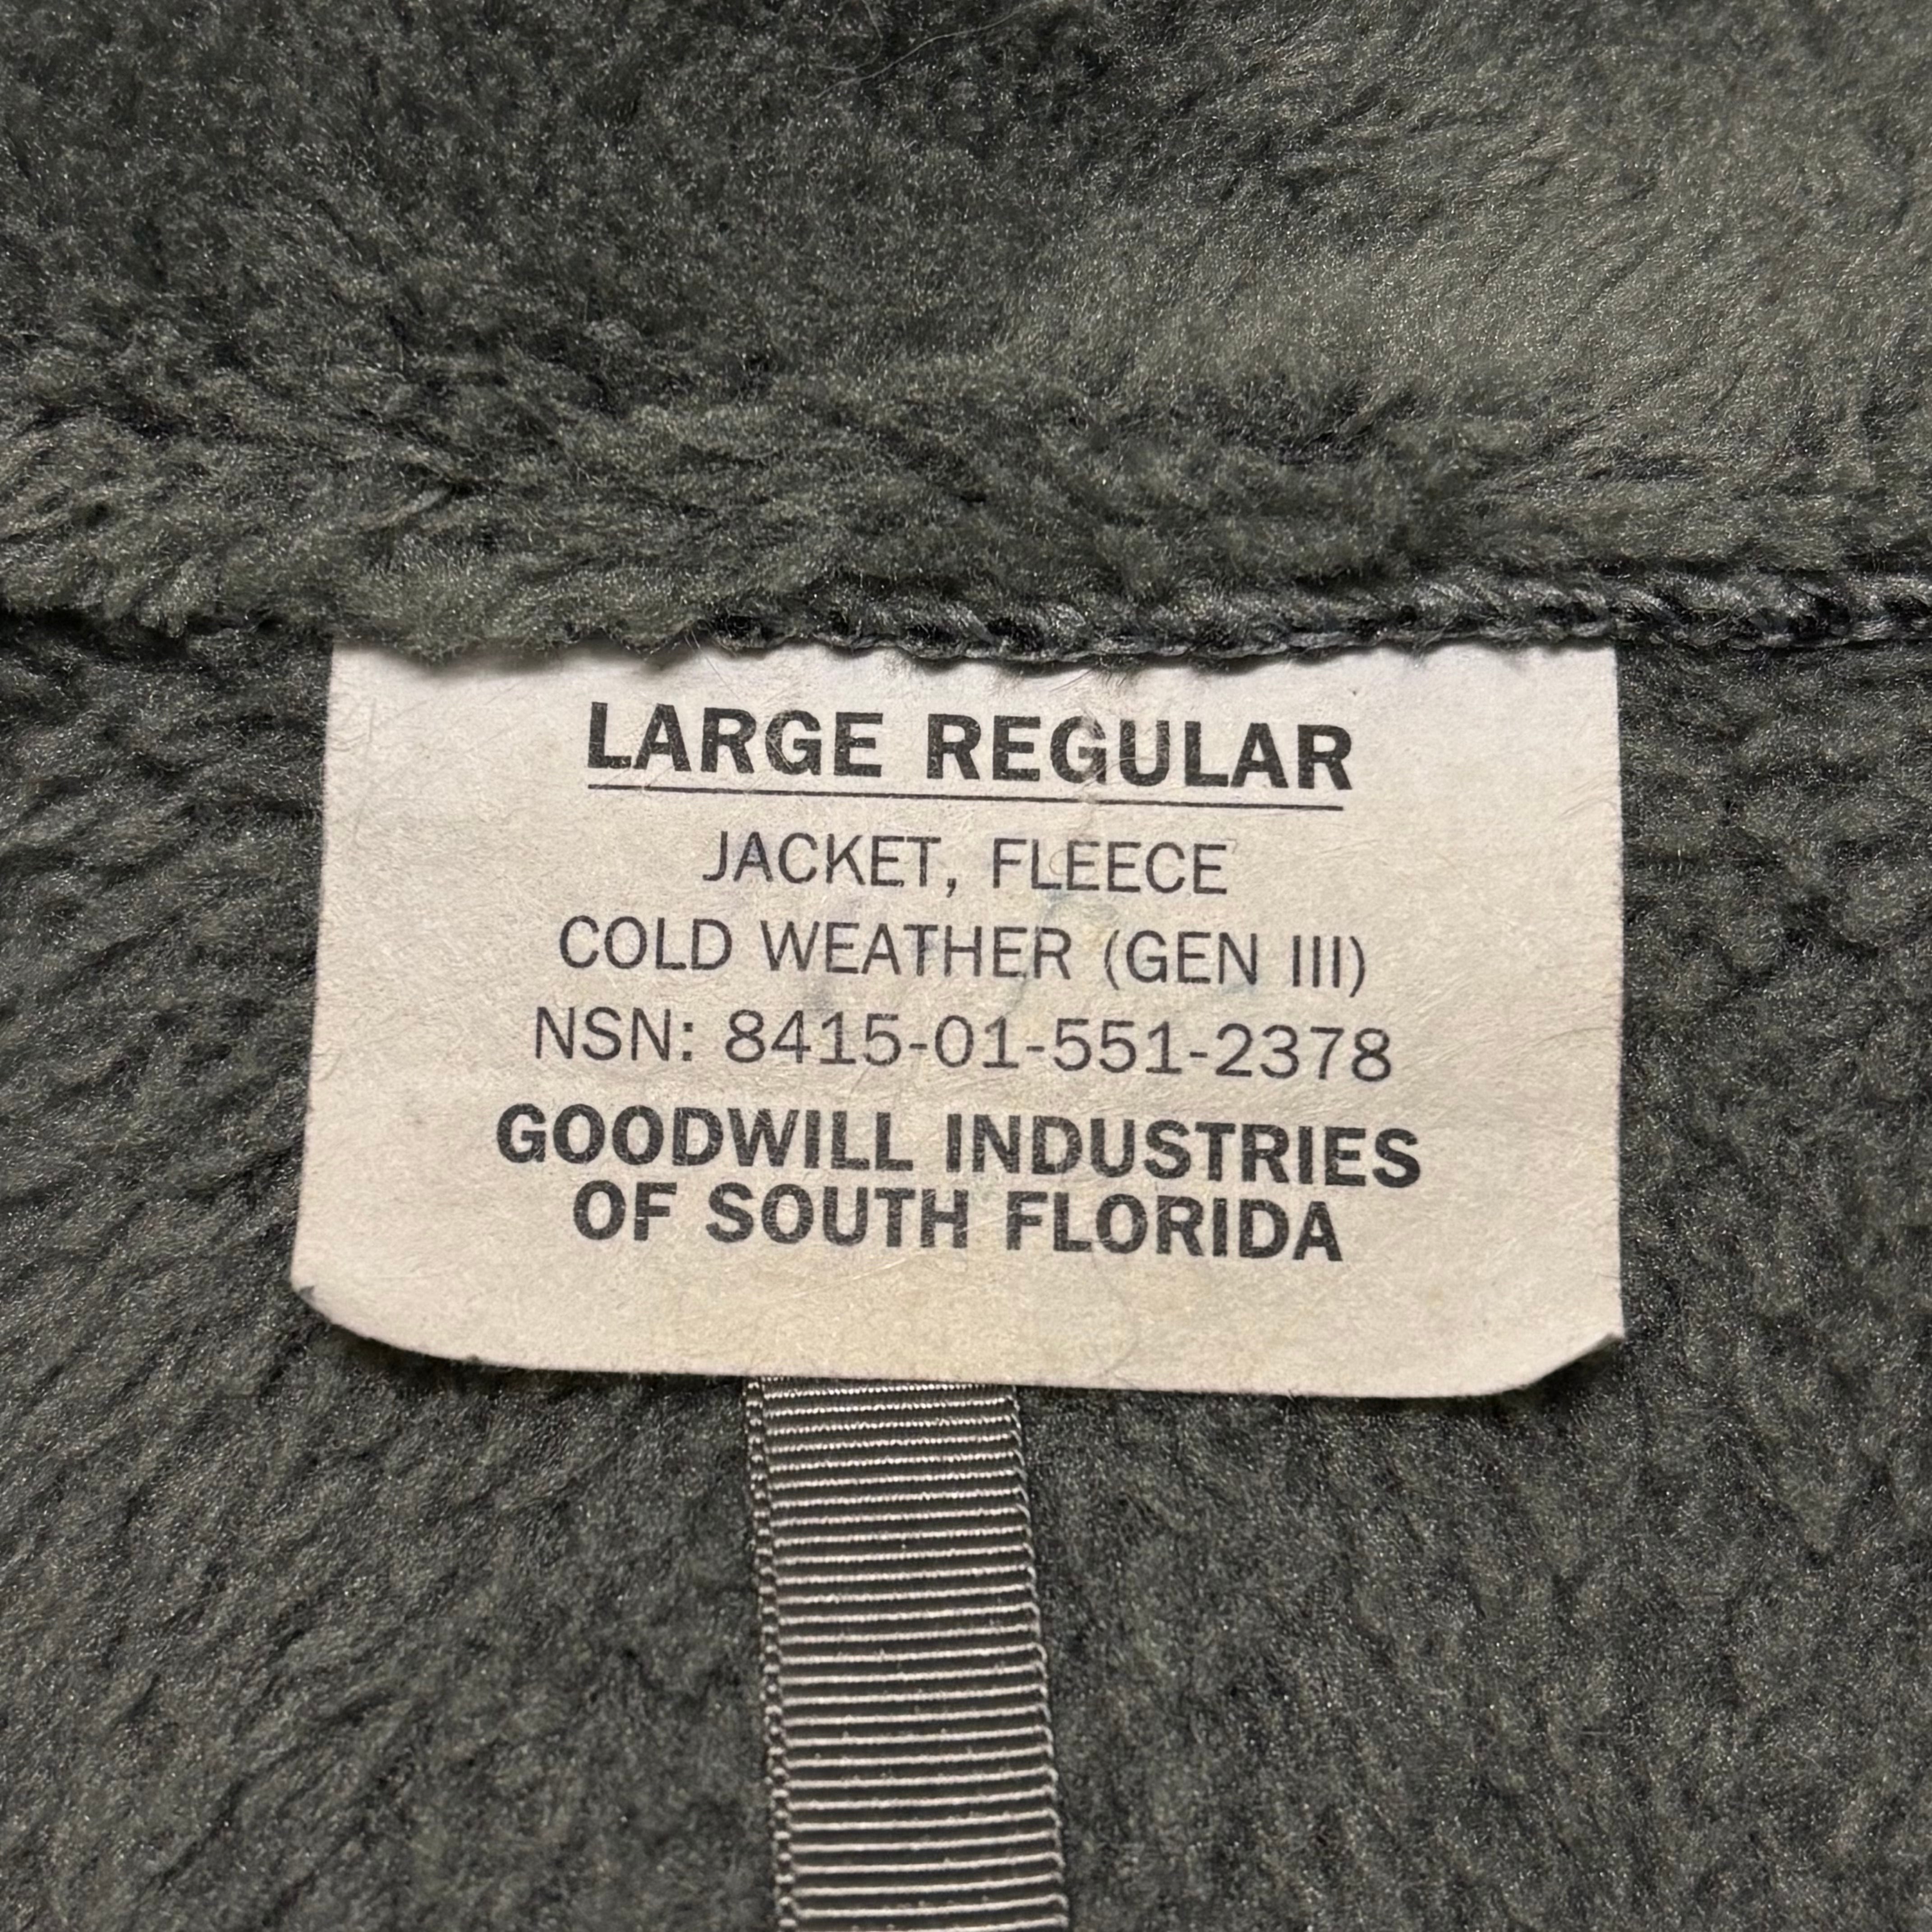 LARGE REGULAR
JACKET, FLEECE
COLD WEATHER (GEN III)
NSN: 8415-01-551-2378
GOODWILL INDUSTRIES
OF SOUTH FLORIDA